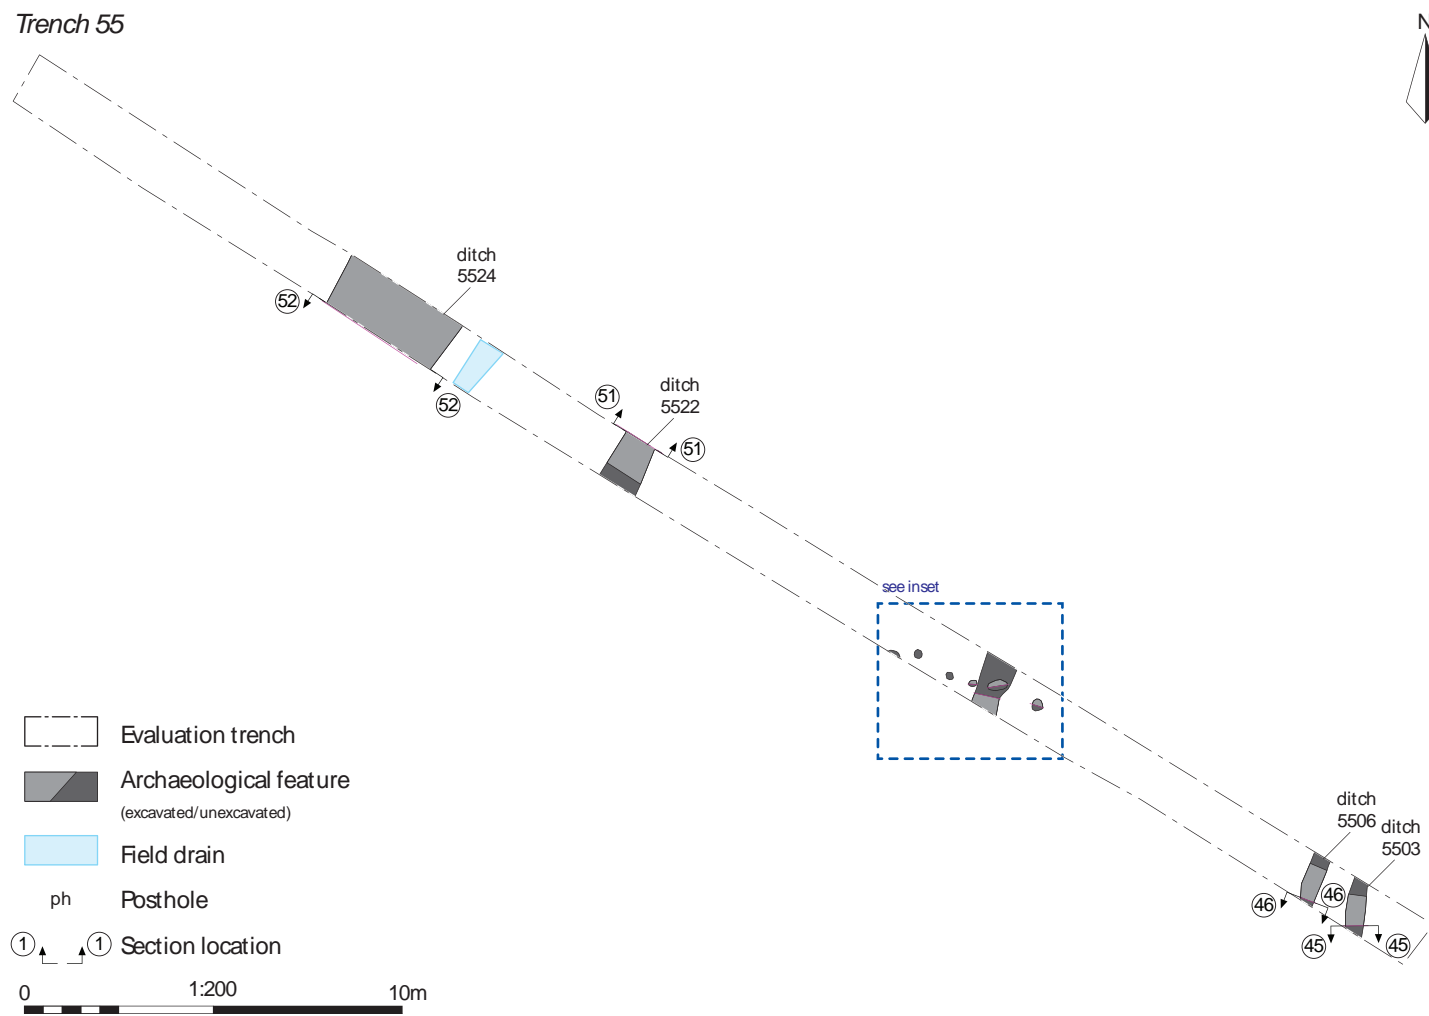 Trench 55
N
ditch
5524
52
52
ditch
5522
51
51
see inset
ditch
5506
ditch
5503
46
46
45
45
Evaluation trench
Archaeological feature
(excavated/unexcavated)
Field drain
ph Posthole
1 1 Section location
0 1:200 10m